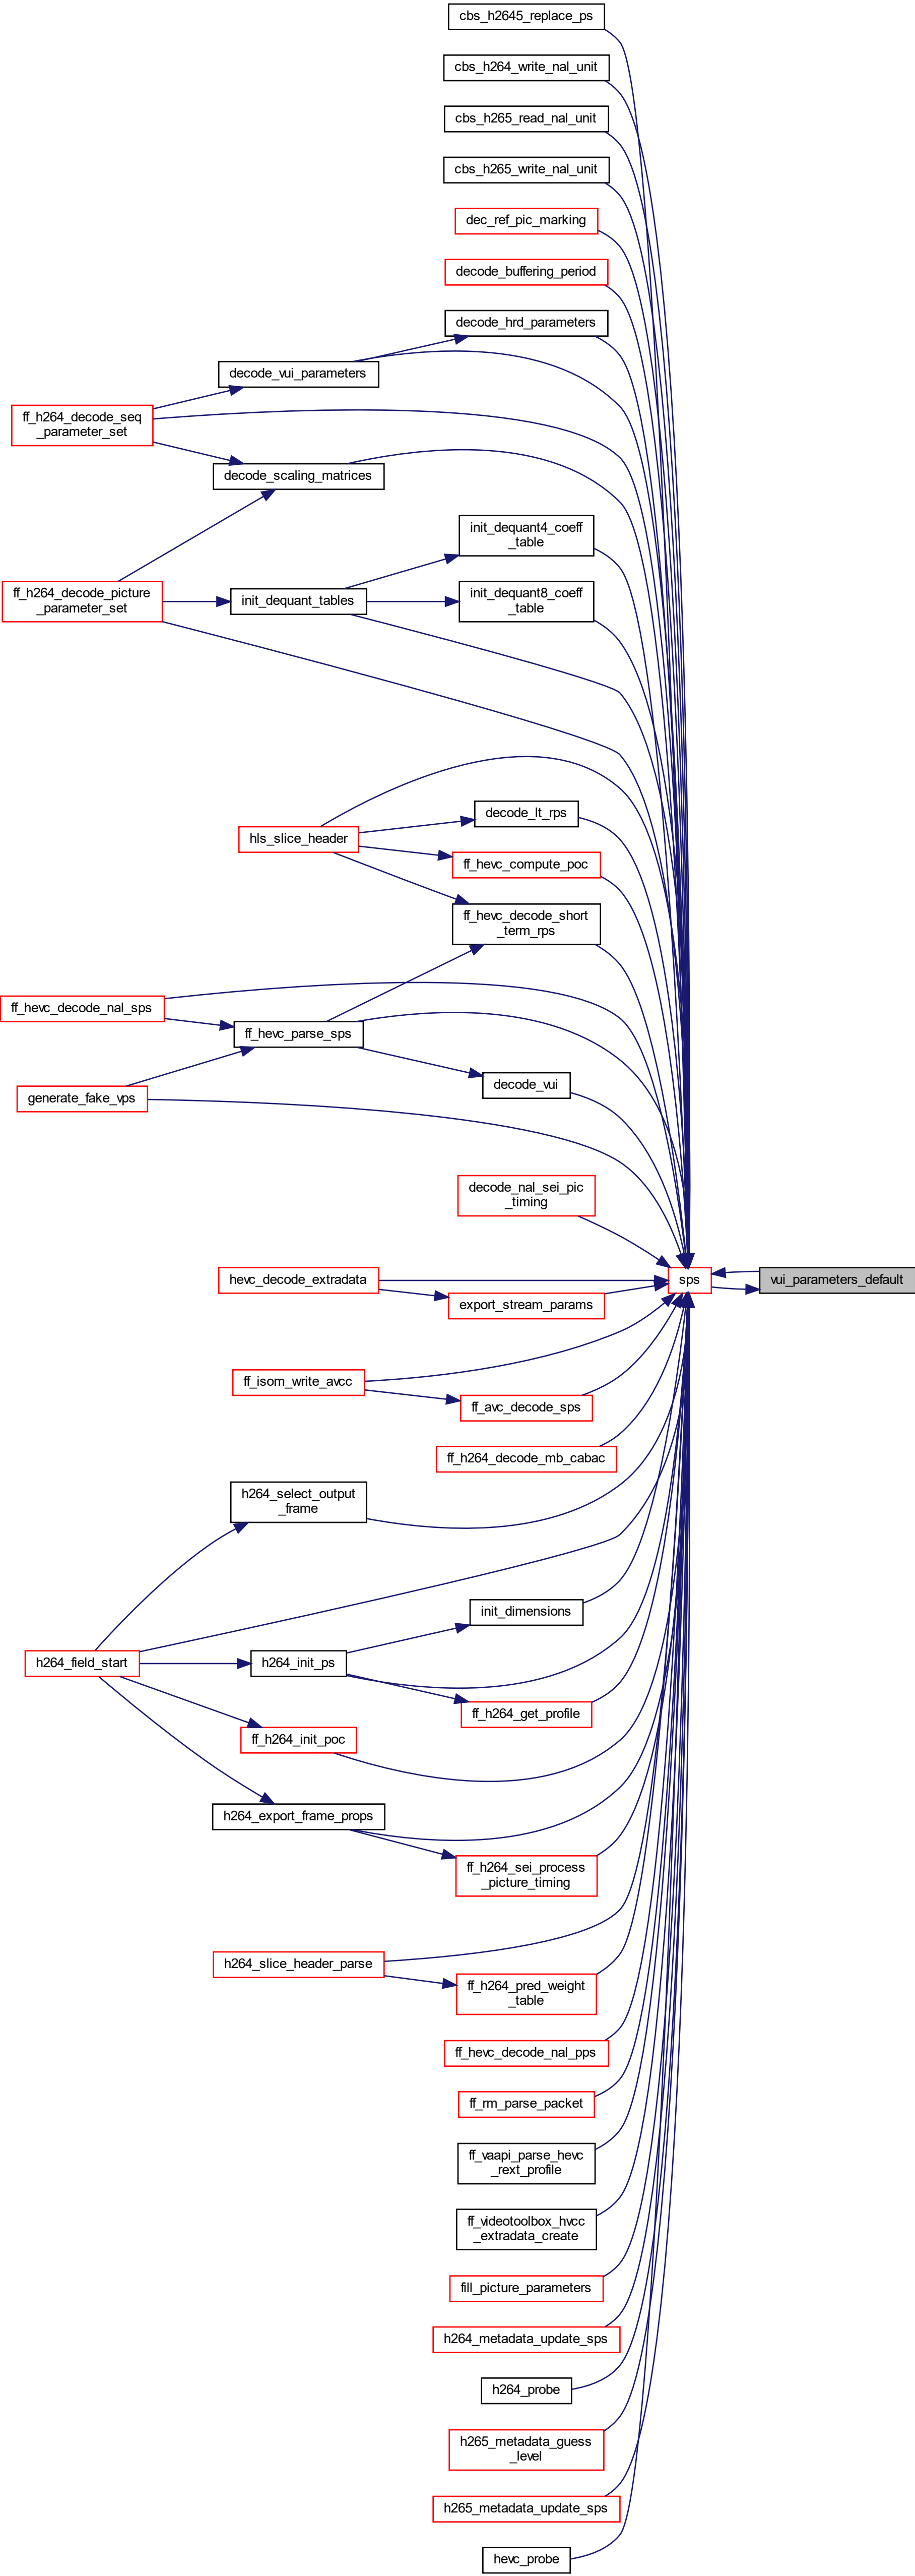 cbs_h2645_replace_ps
cbs_h264_write_nal_unit
cbs_h265_read_nal_unit
cbs_h265_write_nal_unit
dec_ref_pic_marking
decode_buffering_period
decode_hrd_parameters
decode_vui_parameters
ff_h264_decode_seq
_parameter_set
decode_scaling_matrices
init_dequant4_coeff
_table
ff_h264_decode_picture
_parameter_set
init_dequant_tables
init_dequant8_coeff
_table
decode_lt_rps
hls_slice_header
ff_hevc_compute_poc
ff_hevc_decode_short
_term_rps
ff_hevc_decode_nal_sps
ff_hevc_parse_sps
decode_vui
generate_fake_vps
decode_nal_sei_pic
_timing
hevc_decode_extradata
sps
vui_parameters_default
export_stream_params
ff_isom_write_avcc
ff_avc_decode_sps
ff_h264_decode_mb_cabac
h264_select_output
_frame
init_dimensions
h264_field_start
h264_init_ps
ff_h264_get_profile
ff_h264_init_poc
h264_export_frame_props
ff_h264_sei_process
_picture_timing
h264_slice_header_parse
ff_h264_pred_weight
_table
ff_hevc_decode_nal_pps
ff_rm_parse_packet
ff_vaapi_parse_hevc
_rext_profile
ff_videotoolbox_hvcc
_extradata_create
fill_picture_parameters
h264_metadata_update_sps
h264_probe
h265_metadata_guess
_level
h265_metadata_update_sps
hevc_probe